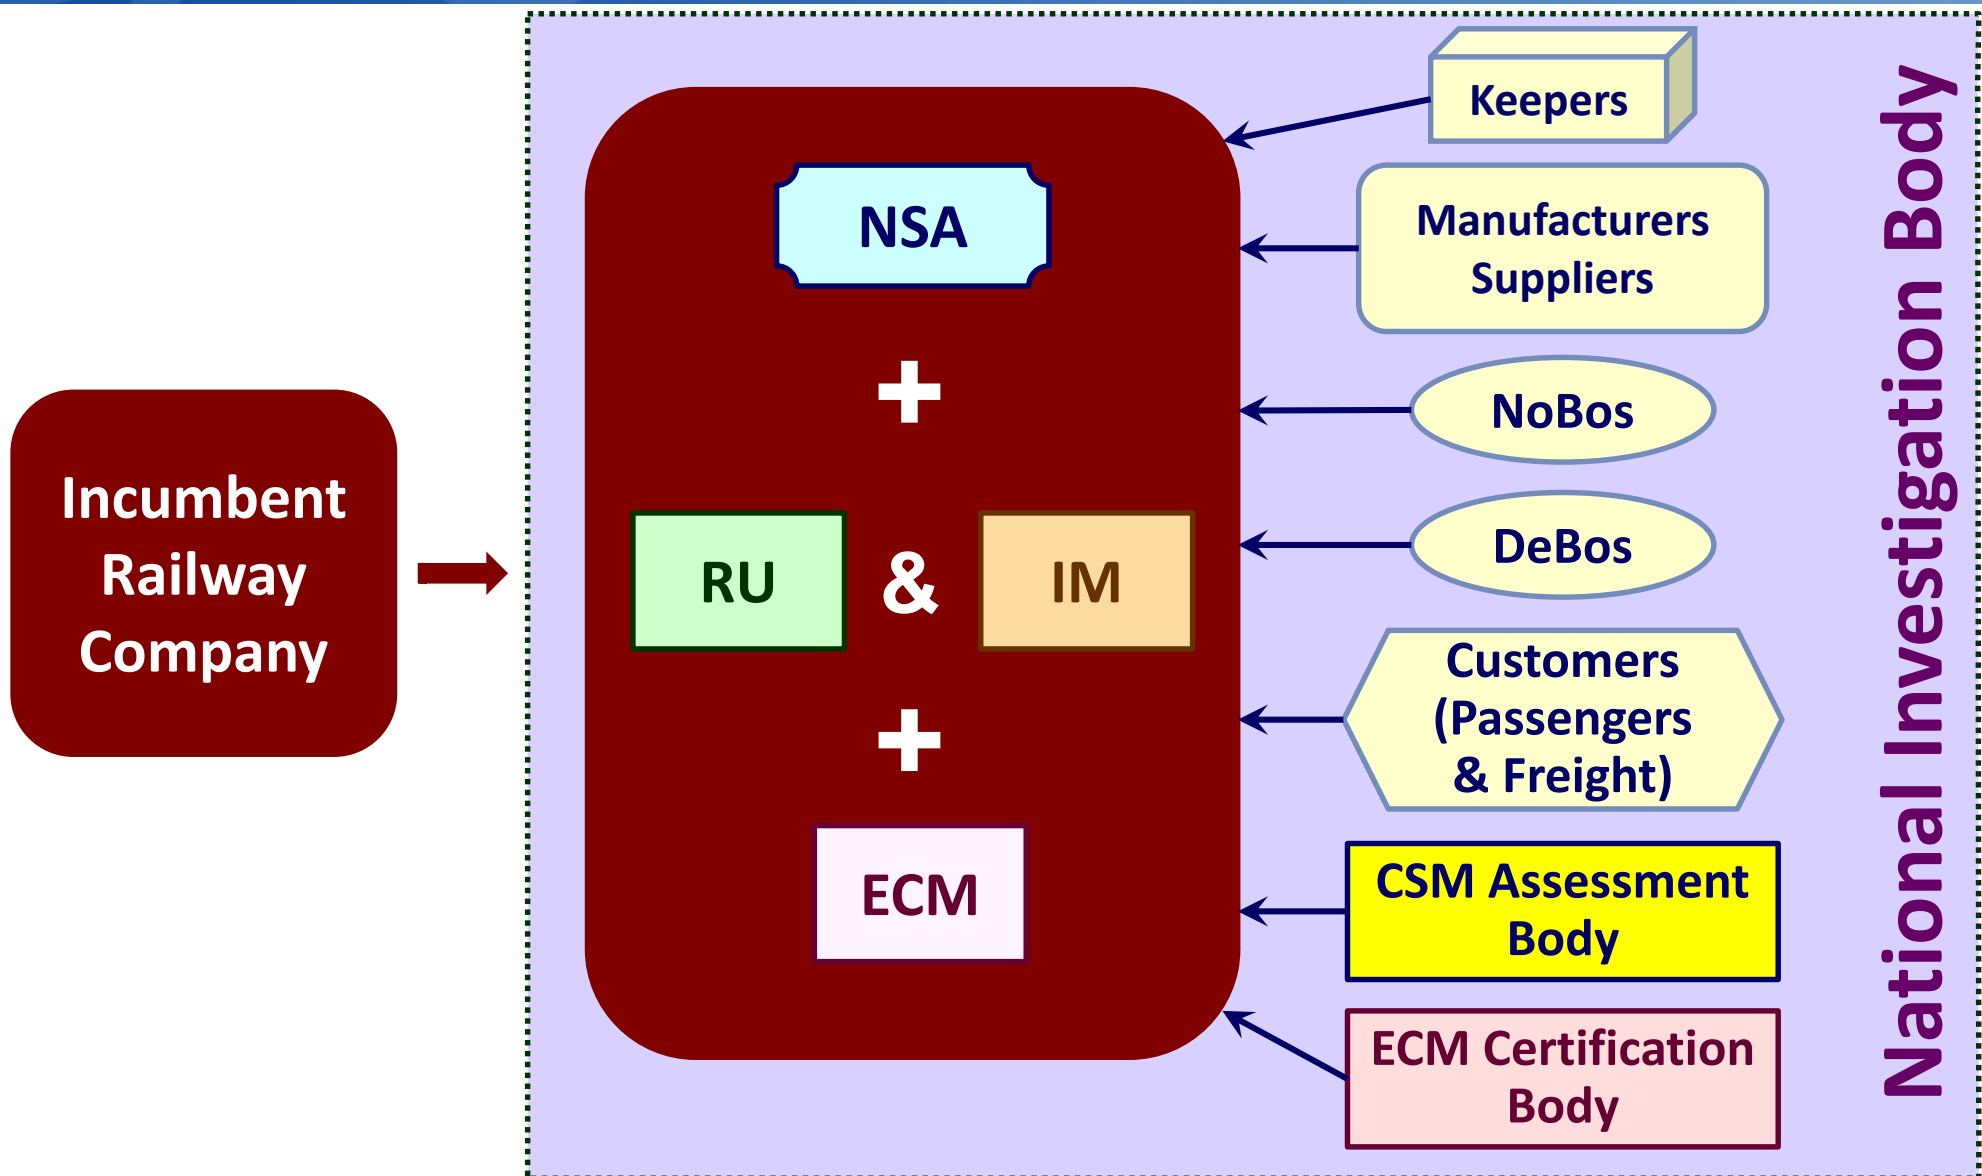 Incumbent
Railway
Company
NSA
+
RU & IM
+
ECM
Keepers
Manufacturers
Suppliers
NoBos
DeBos
Customers
(Passengers
& Freight)
CSM Assessment
Body
ECM Certification
Body
National Investigation Body